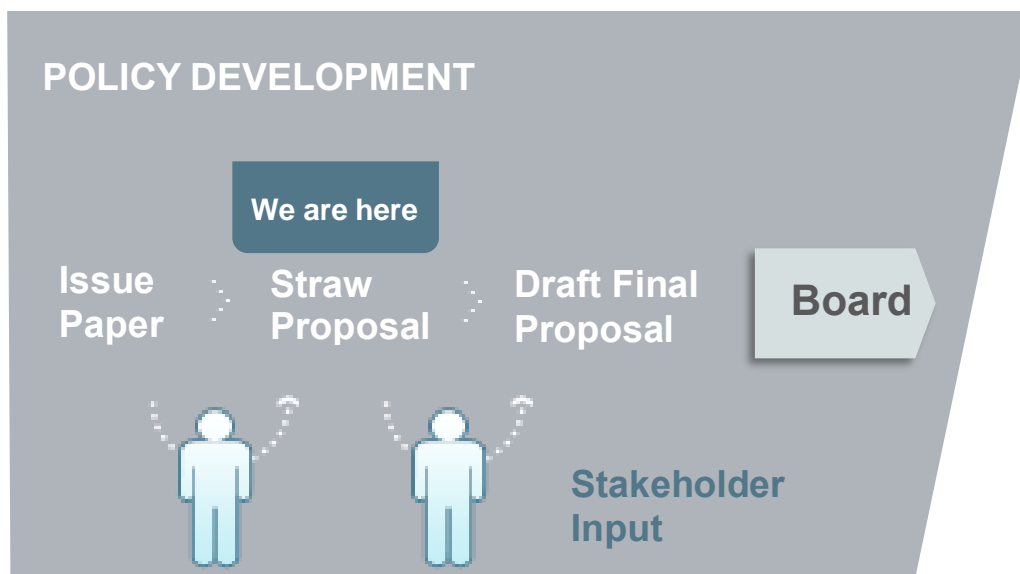 POLICY DEVELOPMENT
We are here
Issue
Paper
Straw
Proposal
Draft Final
Proposal
Board
Stakeholder
Input